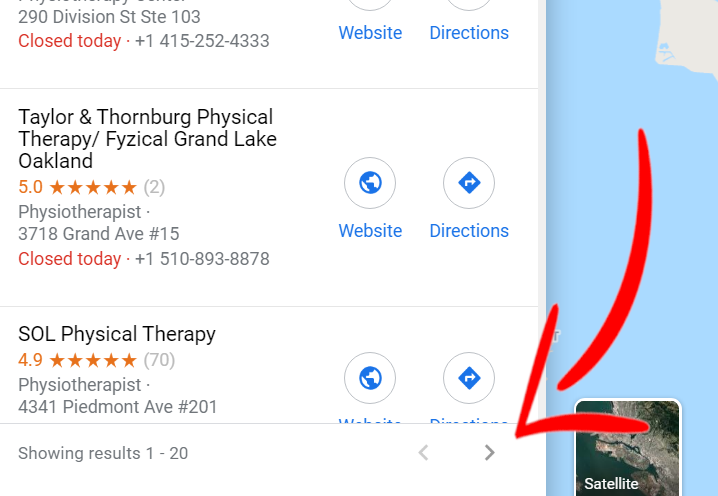 290 Division St Ste 103
Closed today · +1 415-252-4333
Website
Directions
Taylor & Thornburg Physical
Therapy/ Fyzical Grand Lake
Oakland
5.0 ★★★★★ (2)
Physiotherapist ·
3718 Grand Ave #15
Closed today · +1 510-893-8878
Website
Directions
SOL Physical Therapy
4.9 ★★★★★ (70)
Physiotherapist ·
4341 Piedmont Ave #201
Website
Directions
Showing results 1 - 20
Satellite